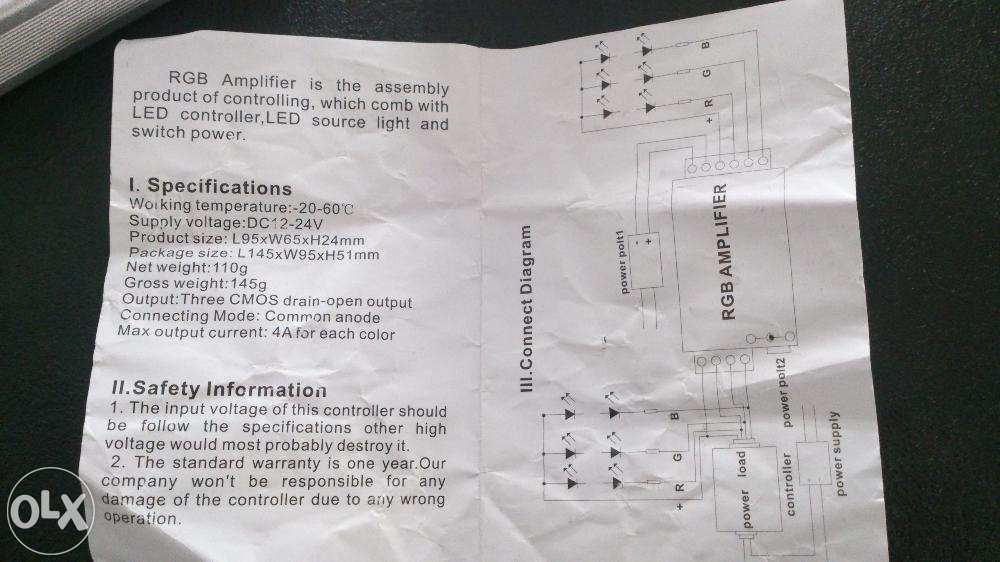 RGB Amplifier is the assembly
product of controlling, which comb with
LED controller,LED source light and
switch power.
I. Specifications
Working temperature:-20-60℃
Supply voltage:DC12-24V
Product size: L95xW65xH24mm
Package size: L145xW95xH51mm
Net weight:110g
Gross weight:145g
Output:Three CMOS drain-open output
Connecting Mode: Common anode
Max output current: 4A for each color
II.Safety Information
1. The input voltage of this controller should
be follow the specifications other high
voltage would most probably destroy it.
2. The standard warranty is one year.Our
company won't be responsible for any
damage of the controller due to any wrong
operation.
III.Connect Diagram
B
G
R
+
power polt1
- +
RGB AMPLIFIER
power polt2
B
G
R
+
power load
controller
power supply
OLX